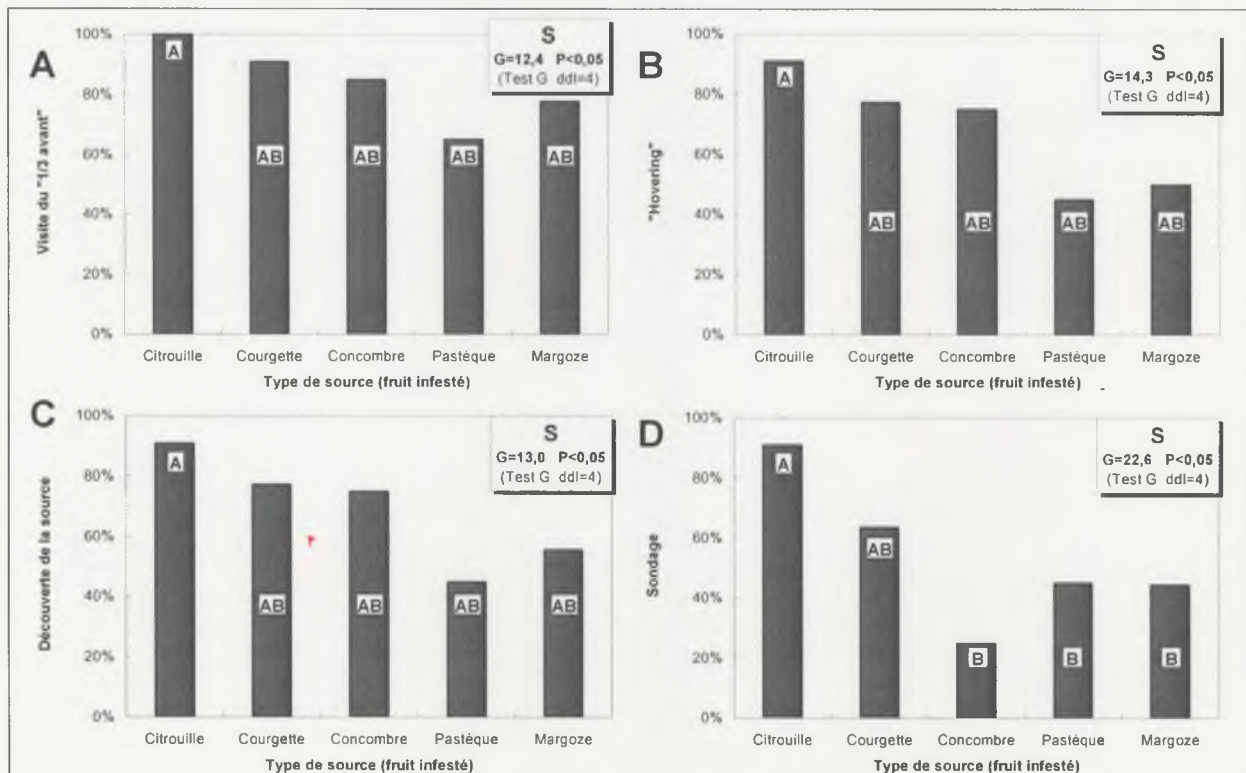 A
100%
80%
60%
40%
20%
0%
Visite du "1/3 avant"
S
G=12,4 P<0,05
(Test G ddl=4)
A
AB
AB
AB
AB
Citrouille Courgette Concombre Pastèque Margoze
Type de source (fruit infesté)
B
100%
80%
60%
40%
20%
0%
"Hovering"
S
G=14,3 P<0,05
(Test G ddl=4)
A
AB
AB
AB
AB
Citrouille Courgette Concombre Pastèque Margoze
Type de source (fruit infesté)
C
100%
80%
60%
40%
20%
0%
Découverte de la source
S
G=13,0 P<0,05
(Test G ddl=4)
A
AB
AB
AB
AB
Citrouille Courgette Concombre Pastèque Margoze
Type de source (fruit infesté)
D
100%
80%
60%
40%
20%
0%
Sondage
S
G=22,6 P<0,05
(Test G ddl=4)
A
AB
B
B
B
Citrouille Courgette Concombre Pastèque Margoze
Type de source (fruit infesté)